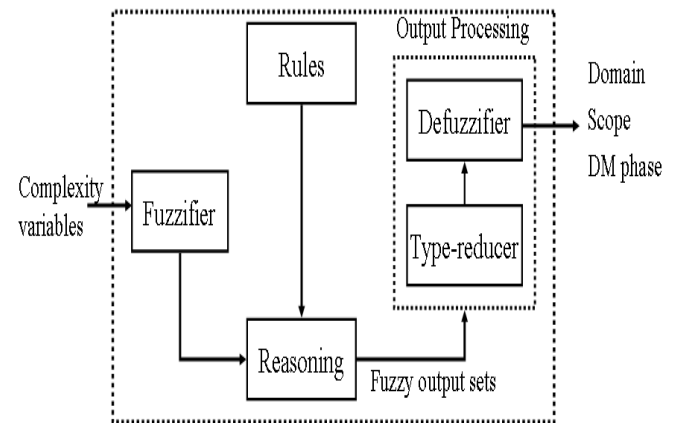 Output Processing
Rules
Defuzzifier
Domain
Scope
DM phase
Complexity
variables
Fuzzifier
Type-reducer
Reasoning
Fuzzy output sets